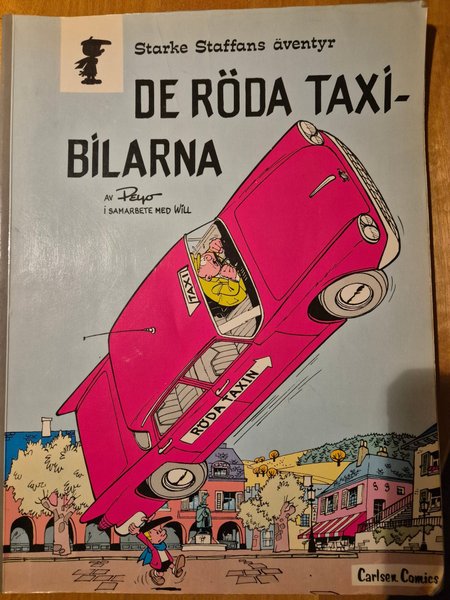 Starke Staffans äventyr
DE RÖDA TAXI-
BILARNA
AV Peyo
I SAMARBETE MED WILL
TAXI
RÖDA TAXIN
Carlsen Comics